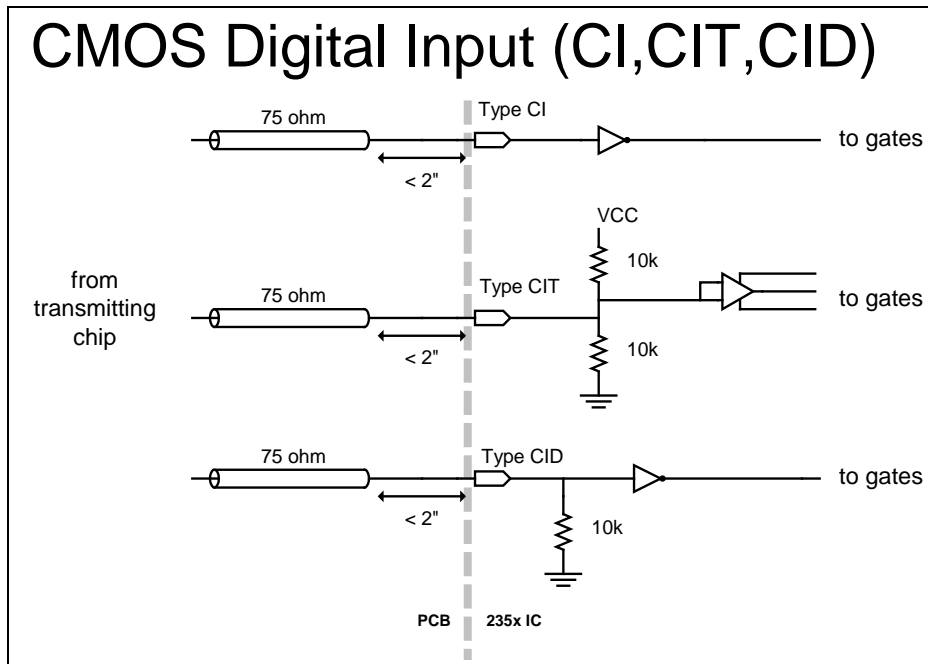 CMOS Digital Input (CI,CIT,CID)
75 ohm
Type CI
to gates
< 2"
VCC
10k
from
transmitting
chip
75 ohm
Type CIT
to gates
< 2"
10k
75 ohm
Type CID
to gates
< 2"
10k
PCB
235x IC